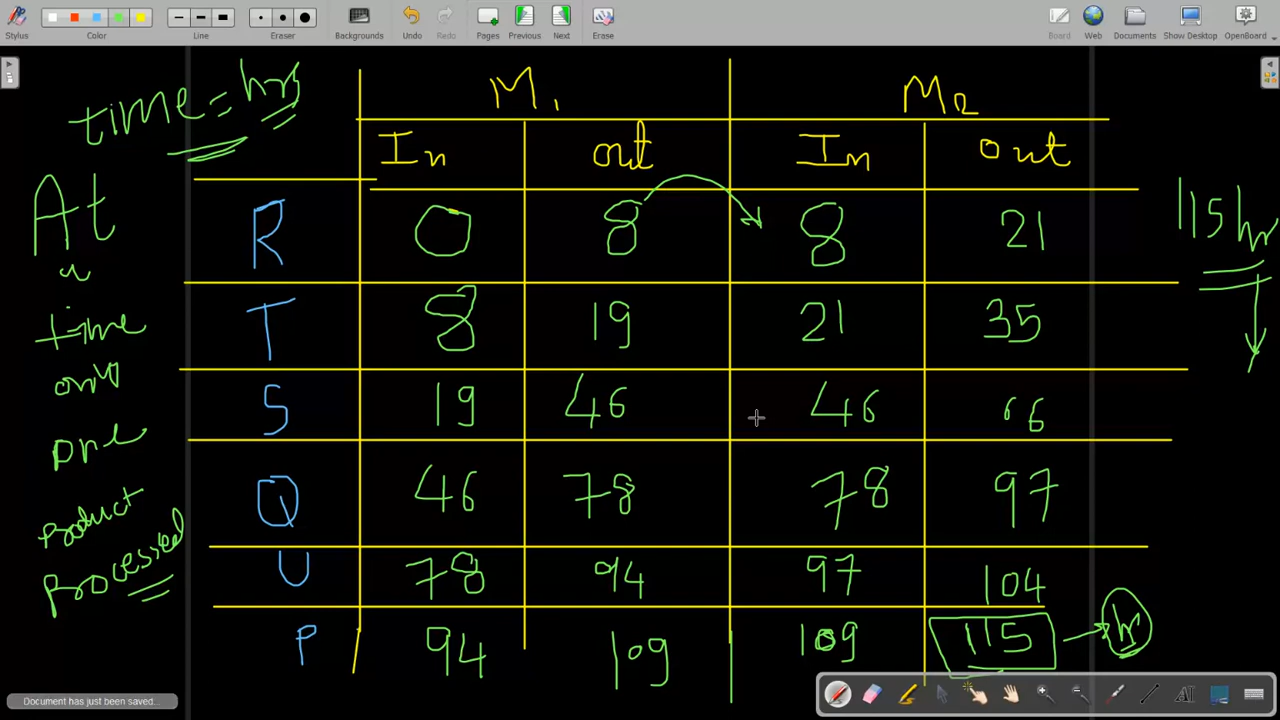 Stylus
Color
Line
Eraser
Backgrounds
Undo
Redo
Pages
Previous
Next
Erase
Board
Web
Documents
Show Desktop
OpenBoard
time = hrs
M1 M2
In out In out
R 0 8 8 21
T 8 19 21 35
S 19 46 46 66
Q 46 78 78 97
U 78 94 97 104
P 94 109 109 115 hr
At
a
time
only
one
product
processed
115 hr
Document has just been saved...